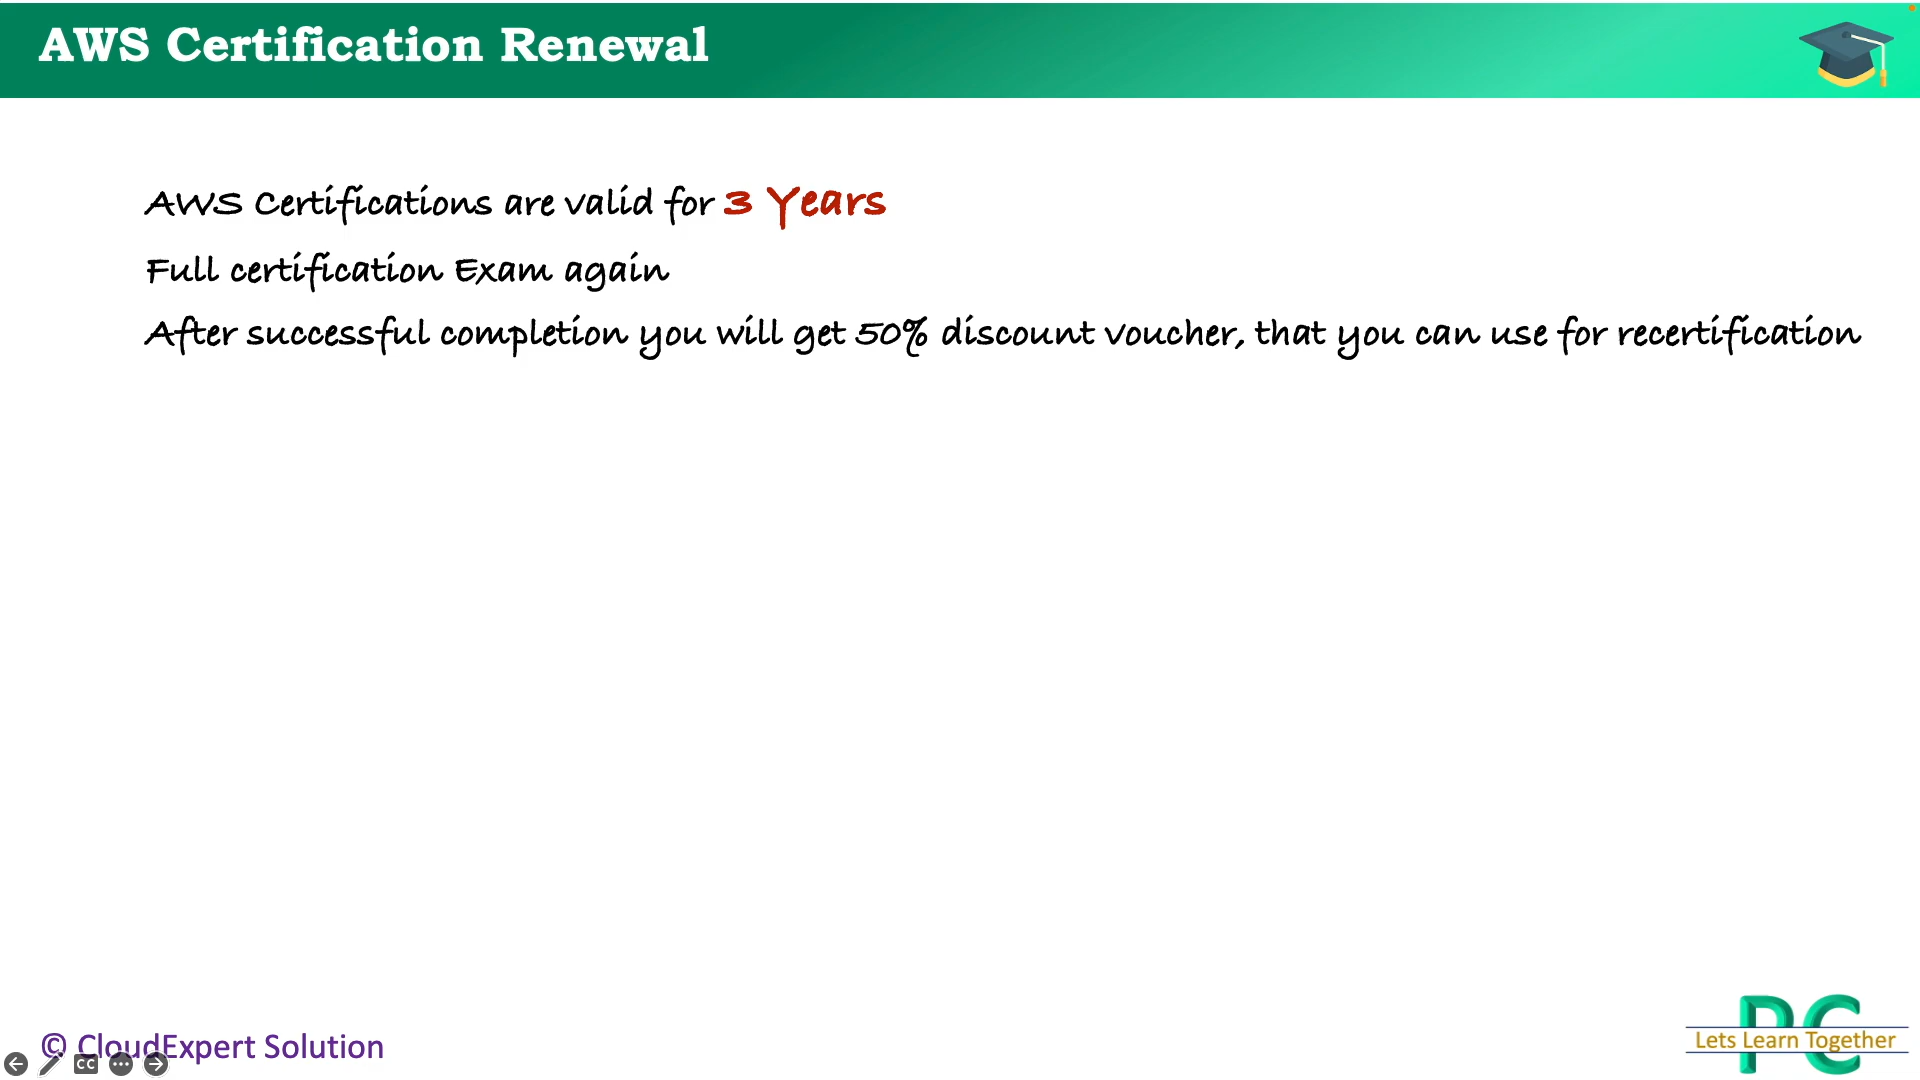 AWS Certification Renewal
AWS Certifications are valid for 3 Years
Full certification Exam again
After successful completion you will get 50% discount voucher, that you can use for recertification
© CloudExpert Solution
CC
PC
Lets Learn Together